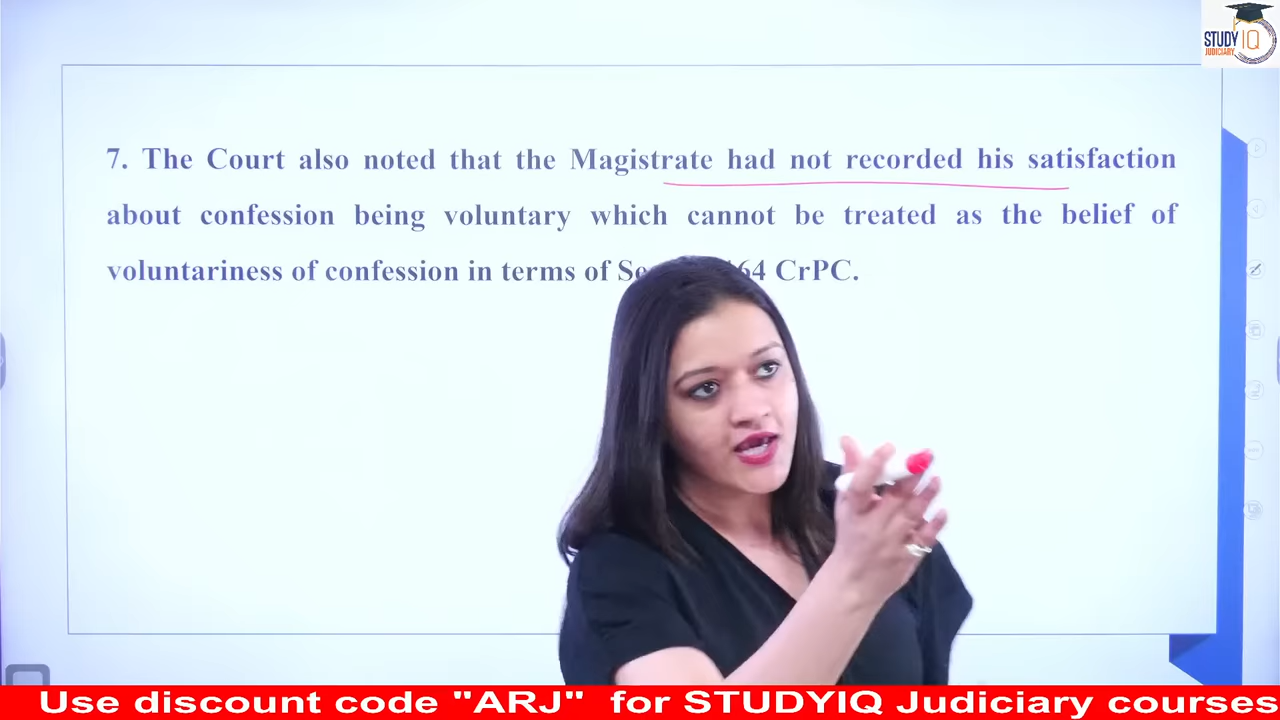 STUDY IQ
JUDICIARY
7. The Court also noted that the Magistrate had not recorded his satisfaction
about confession being voluntary which cannot be treated as the belief of
voluntariness of confession in terms of CrPC.
Use discount code "ARJ" for STUDYIQ Judiciary courses